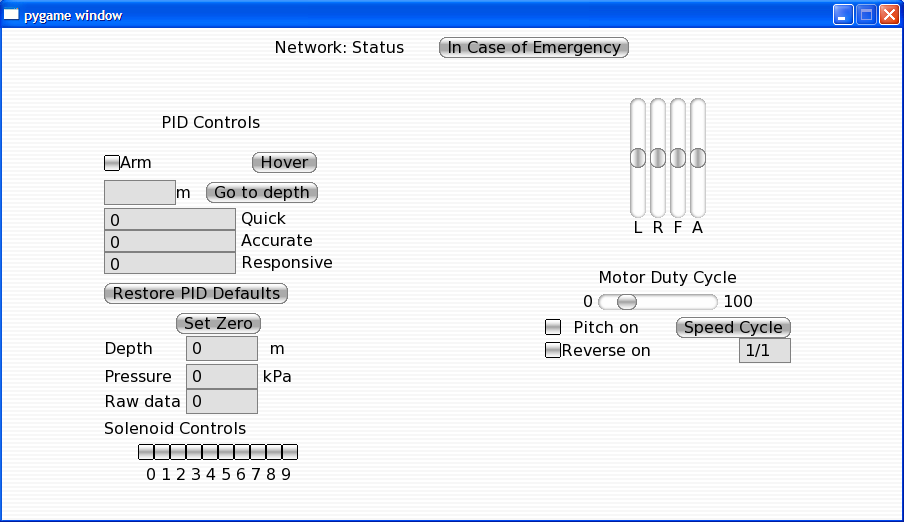 pygame window
Network: Status In Case of Emergency
PID Controls
Arm Hover
m Go to depth
0 Quick
0 Accurate
0 Responsive
Restore PID Defaults
Set Zero
Depth 0 m
Pressure 0 kPa
Raw data 0
Solenoid Controls
0 1 2 3 4 5 6 7 8 9
L R F A
Motor Duty Cycle
0 100
Pitch on Speed Cycle
Reverse on 1/1